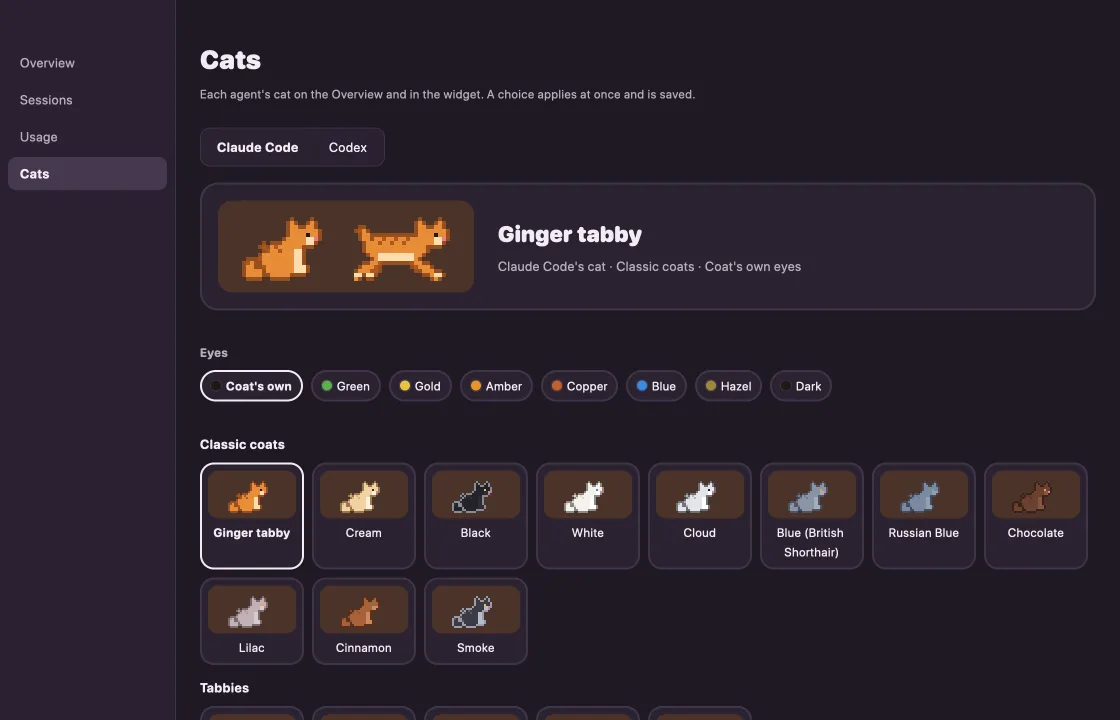 Overview
Sessions
Usage
Cats
Cats
Each agent's cat on the Overview and in the widget. A choice applies at once and is saved.
Claude Code Codex
Ginger tabby
Claude Code's cat · Classic coats · Coat's own eyes
Eyes
Coat's own Green Gold Amber Copper Blue Hazel Dark
Classic coats
Ginger tabby Cream Black White Cloud Blue (British Shorthair) Russian Blue Chocolate
Lilac Cinnamon Smoke
Tabbies